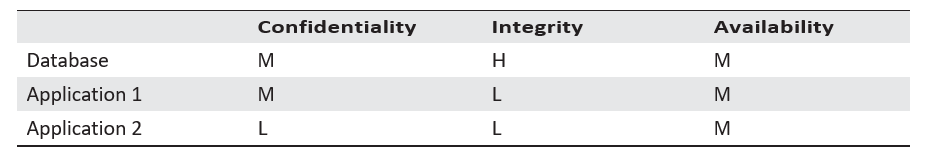 Confidentiality Integrity Availability
Database M H M
Application 1 M L M
Application 2 L L M